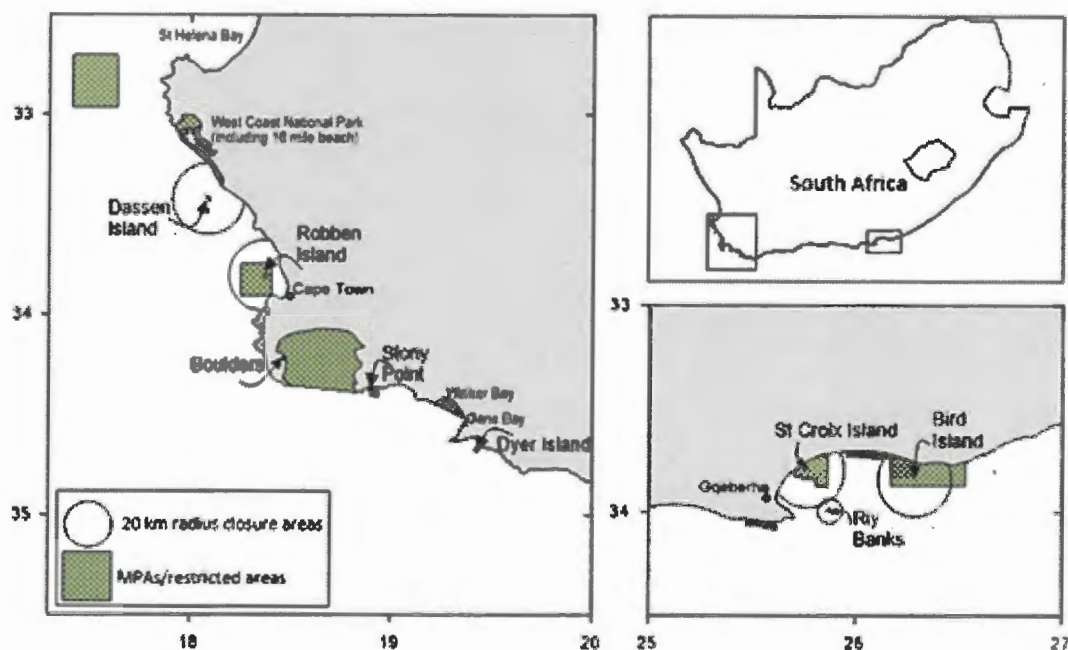 St Helena Bay
33
West Coast National Park
(including 16 mile beach)
Dassen
Island
Robben
Island
Cape Town
34
Boulders
Stony
Point
Gans Bay
Dyer Island
35
20 km radius closure areas
MPAs/restricted areas
18
19
20
South Africa
33
St Croix Island
Bird
Island
Gqeberha
34
Riy
Banks
25
26
27